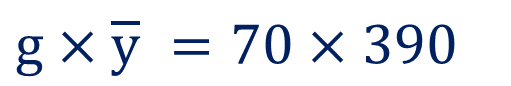 g × y̅ = 70 × 390